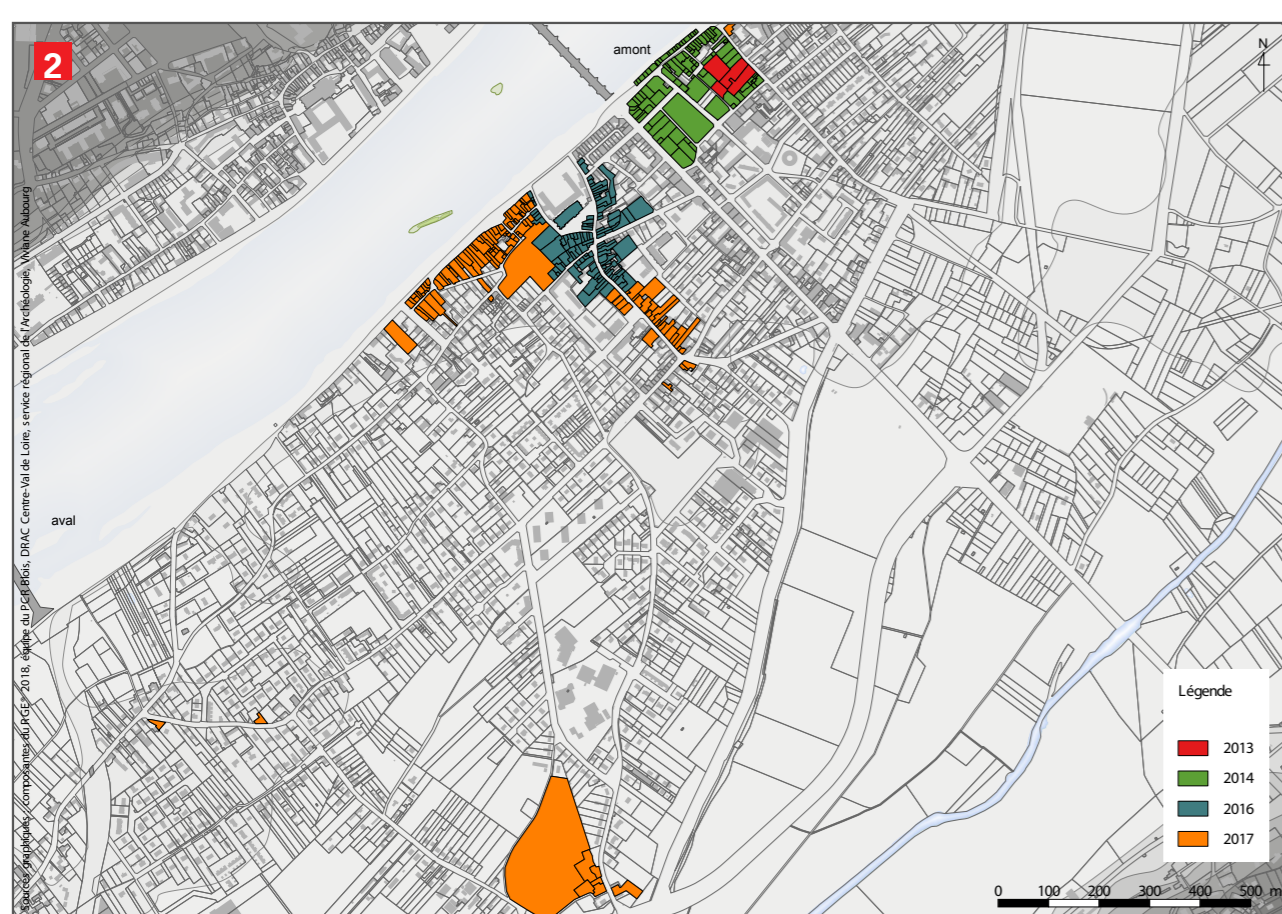 2
amont
N
aval
sources graphiques : composantes du RGE® 2018, équipe du PCR Blois, DRAC Centre-Val de Loire, service régional de l'Archéologie, Viviane Aubourg
Légende
2013
2014
2016
2017
0 100 200 300 400 500 m